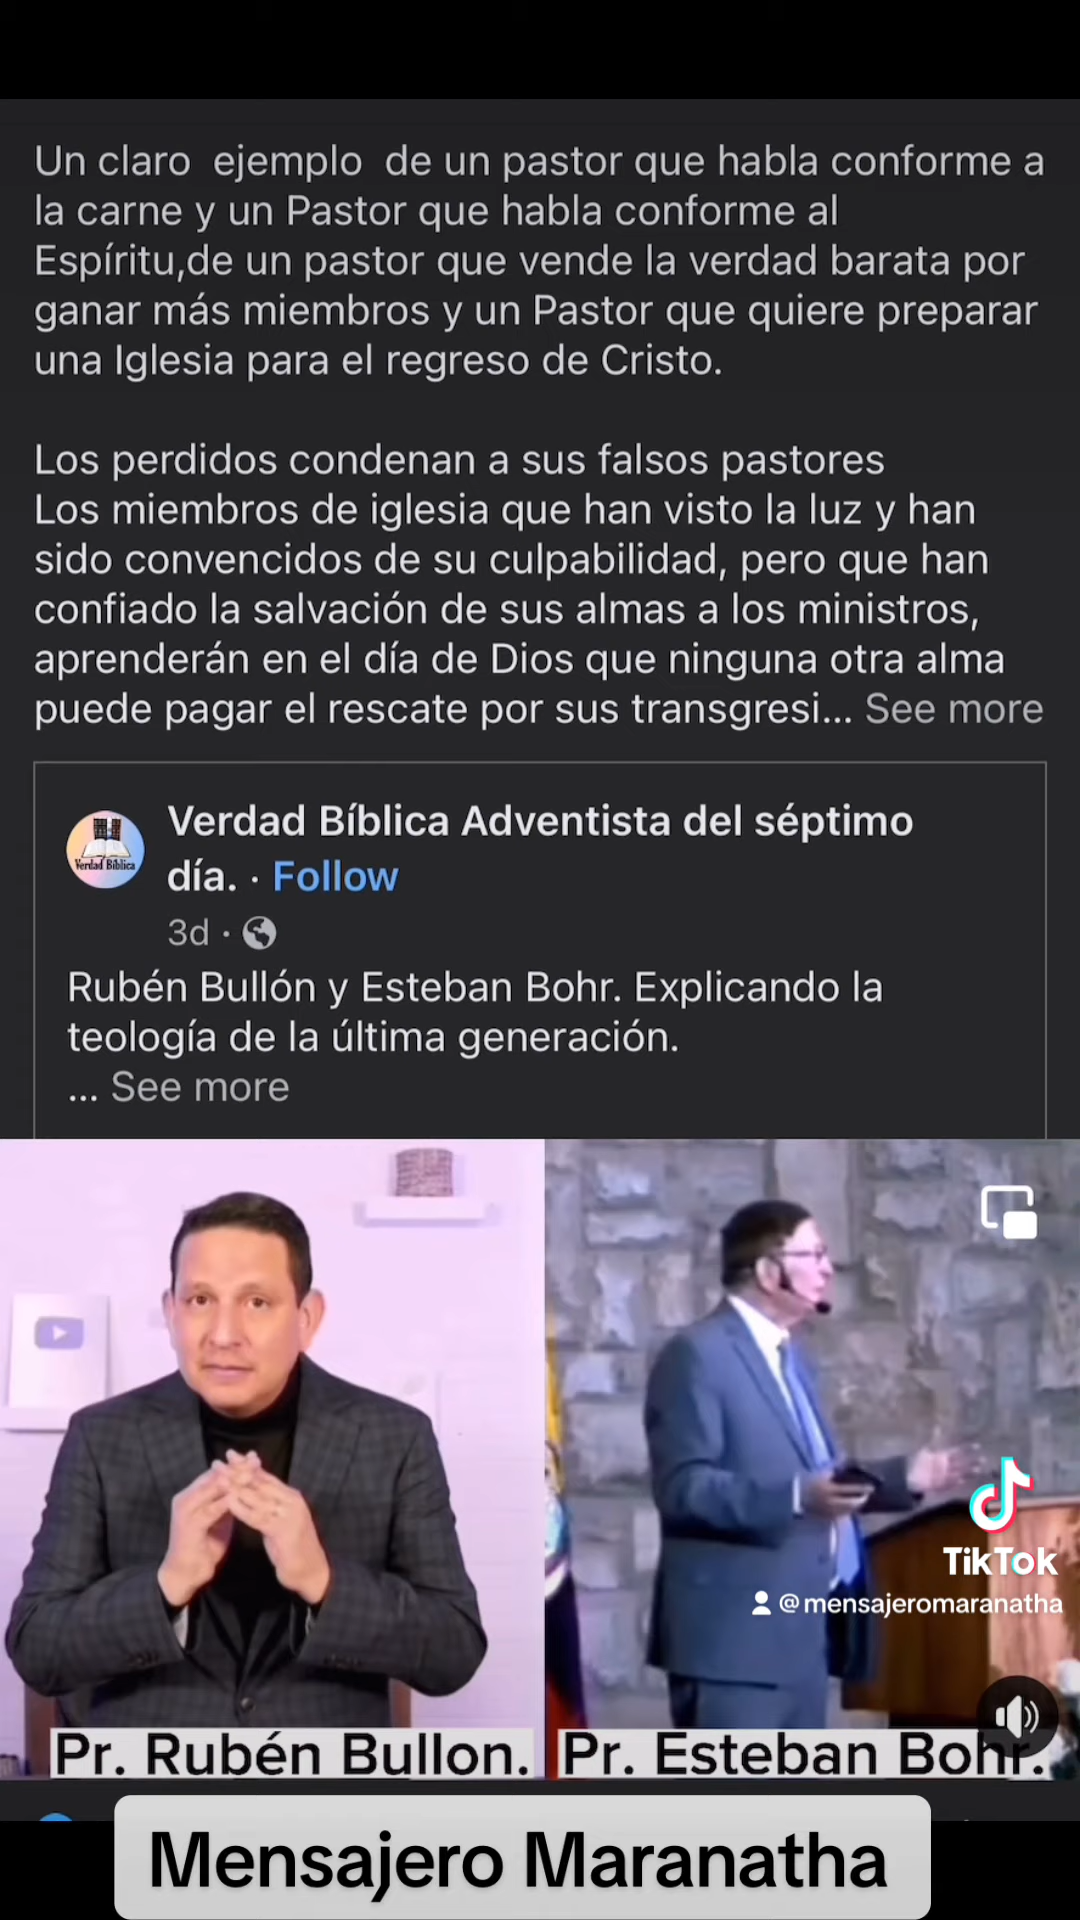 Un claro  ejemplo  de un pastor que habla conforme a
la carne y un Pastor que habla conforme al
Espíritu,de un pastor que vende la verdad barata por
ganar más miembros y un Pastor que quiere preparar
una Iglesia para el regreso de Cristo.
Los perdidos condenan a sus falsos pastores
Los miembros de iglesia que han visto la luz y han
sido convencidos de su culpabilidad, pero que han
confiado la salvación de sus almas a los ministros,
aprenderán en el día de Dios que ninguna otra alma
puede pagar el rescate por sus transgresi... See more
Verdad Bíblica
Verdad Bíblica Adventista del séptimo
día. · Follow
3d ·
Rubén Bullón y Esteban Bohr. Explicando la
teología de la última generación.
... See more
TikTok
@mensajeromaranatha
Pr. Rubén Bullon.
Pr. Esteban Bohr.
Mensajero Maranatha